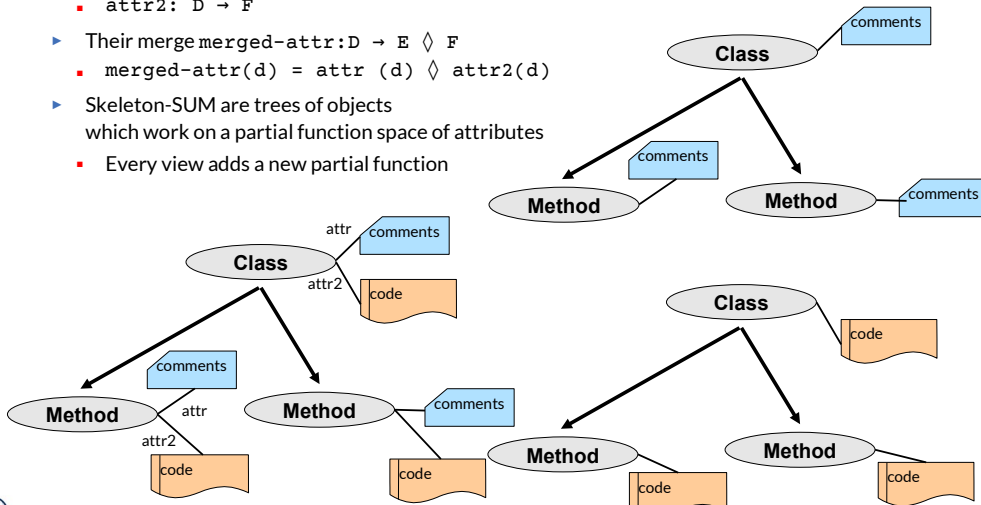 ▪ attr2: D → F
► Their merge merged-attr:D → E ◊ F
▪ merged-attr(d) = attr (d) ◊ attr2(d)
► Skeleton-SUM are trees of objects
which work on a partial function space of attributes
▪ Every view adds a new partial function
comments
Class
comments
Method
Method
comments
attr
comments
Class
attr2
code
comments
Method
attr
attr2
code
Method
comments
code
Class
code
Method
code
Method
code